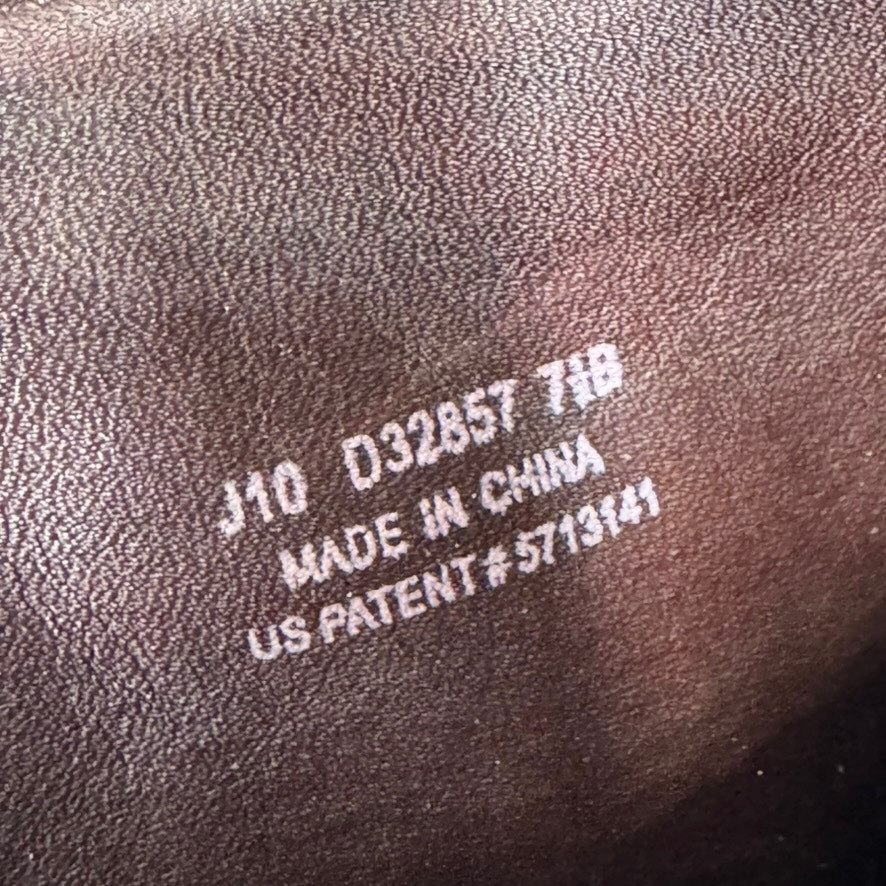 J10 D32857 7½B
MADE IN CHINA
US PATENT#5713141